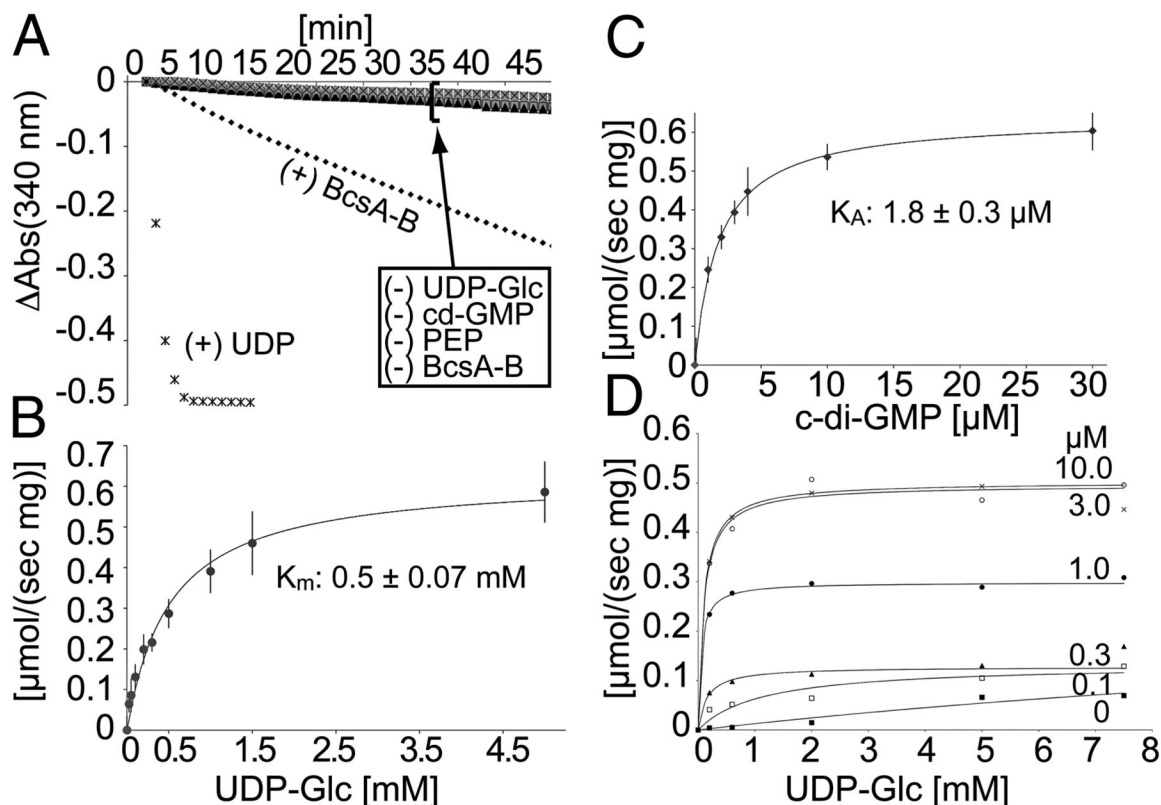 A
[min]
0 5 10 15 20 25 30 35 40 45
0
-0.1
-0.2
-0.3
-0.4
-0.5
ΔAbs(340 nm)
(+) BcsA-B
(+) UDP
(-) UDP-Glc
(-) cd-GMP
(-) PEP
(-) BcsA-B
B
0.7
0.6
0.5
0.4
0.3
0.2
0.1
0
[µmol/(sec mg)]
Km: 0.5 ± 0.07 mM
0 0.5 1.5 2.5 3.5 4.5
UDP-Glc [mM]
C
0.6
0.5
0.4
0.3
0.2
0.1
0
[µmol/(sec mg)]
KA: 1.8 ± 0.3 µM
0 5 10 15 20 25 30
c-di-GMP [µM]
D
0.6
0.5
0.4
0.3
0.2
0.1
0
[µmol/(sec mg)]
µM
10.0
3.0
1.0
0.3
0.1
0
0 1 2 3 4 5 6 7 8
UDP-Glc [mM]